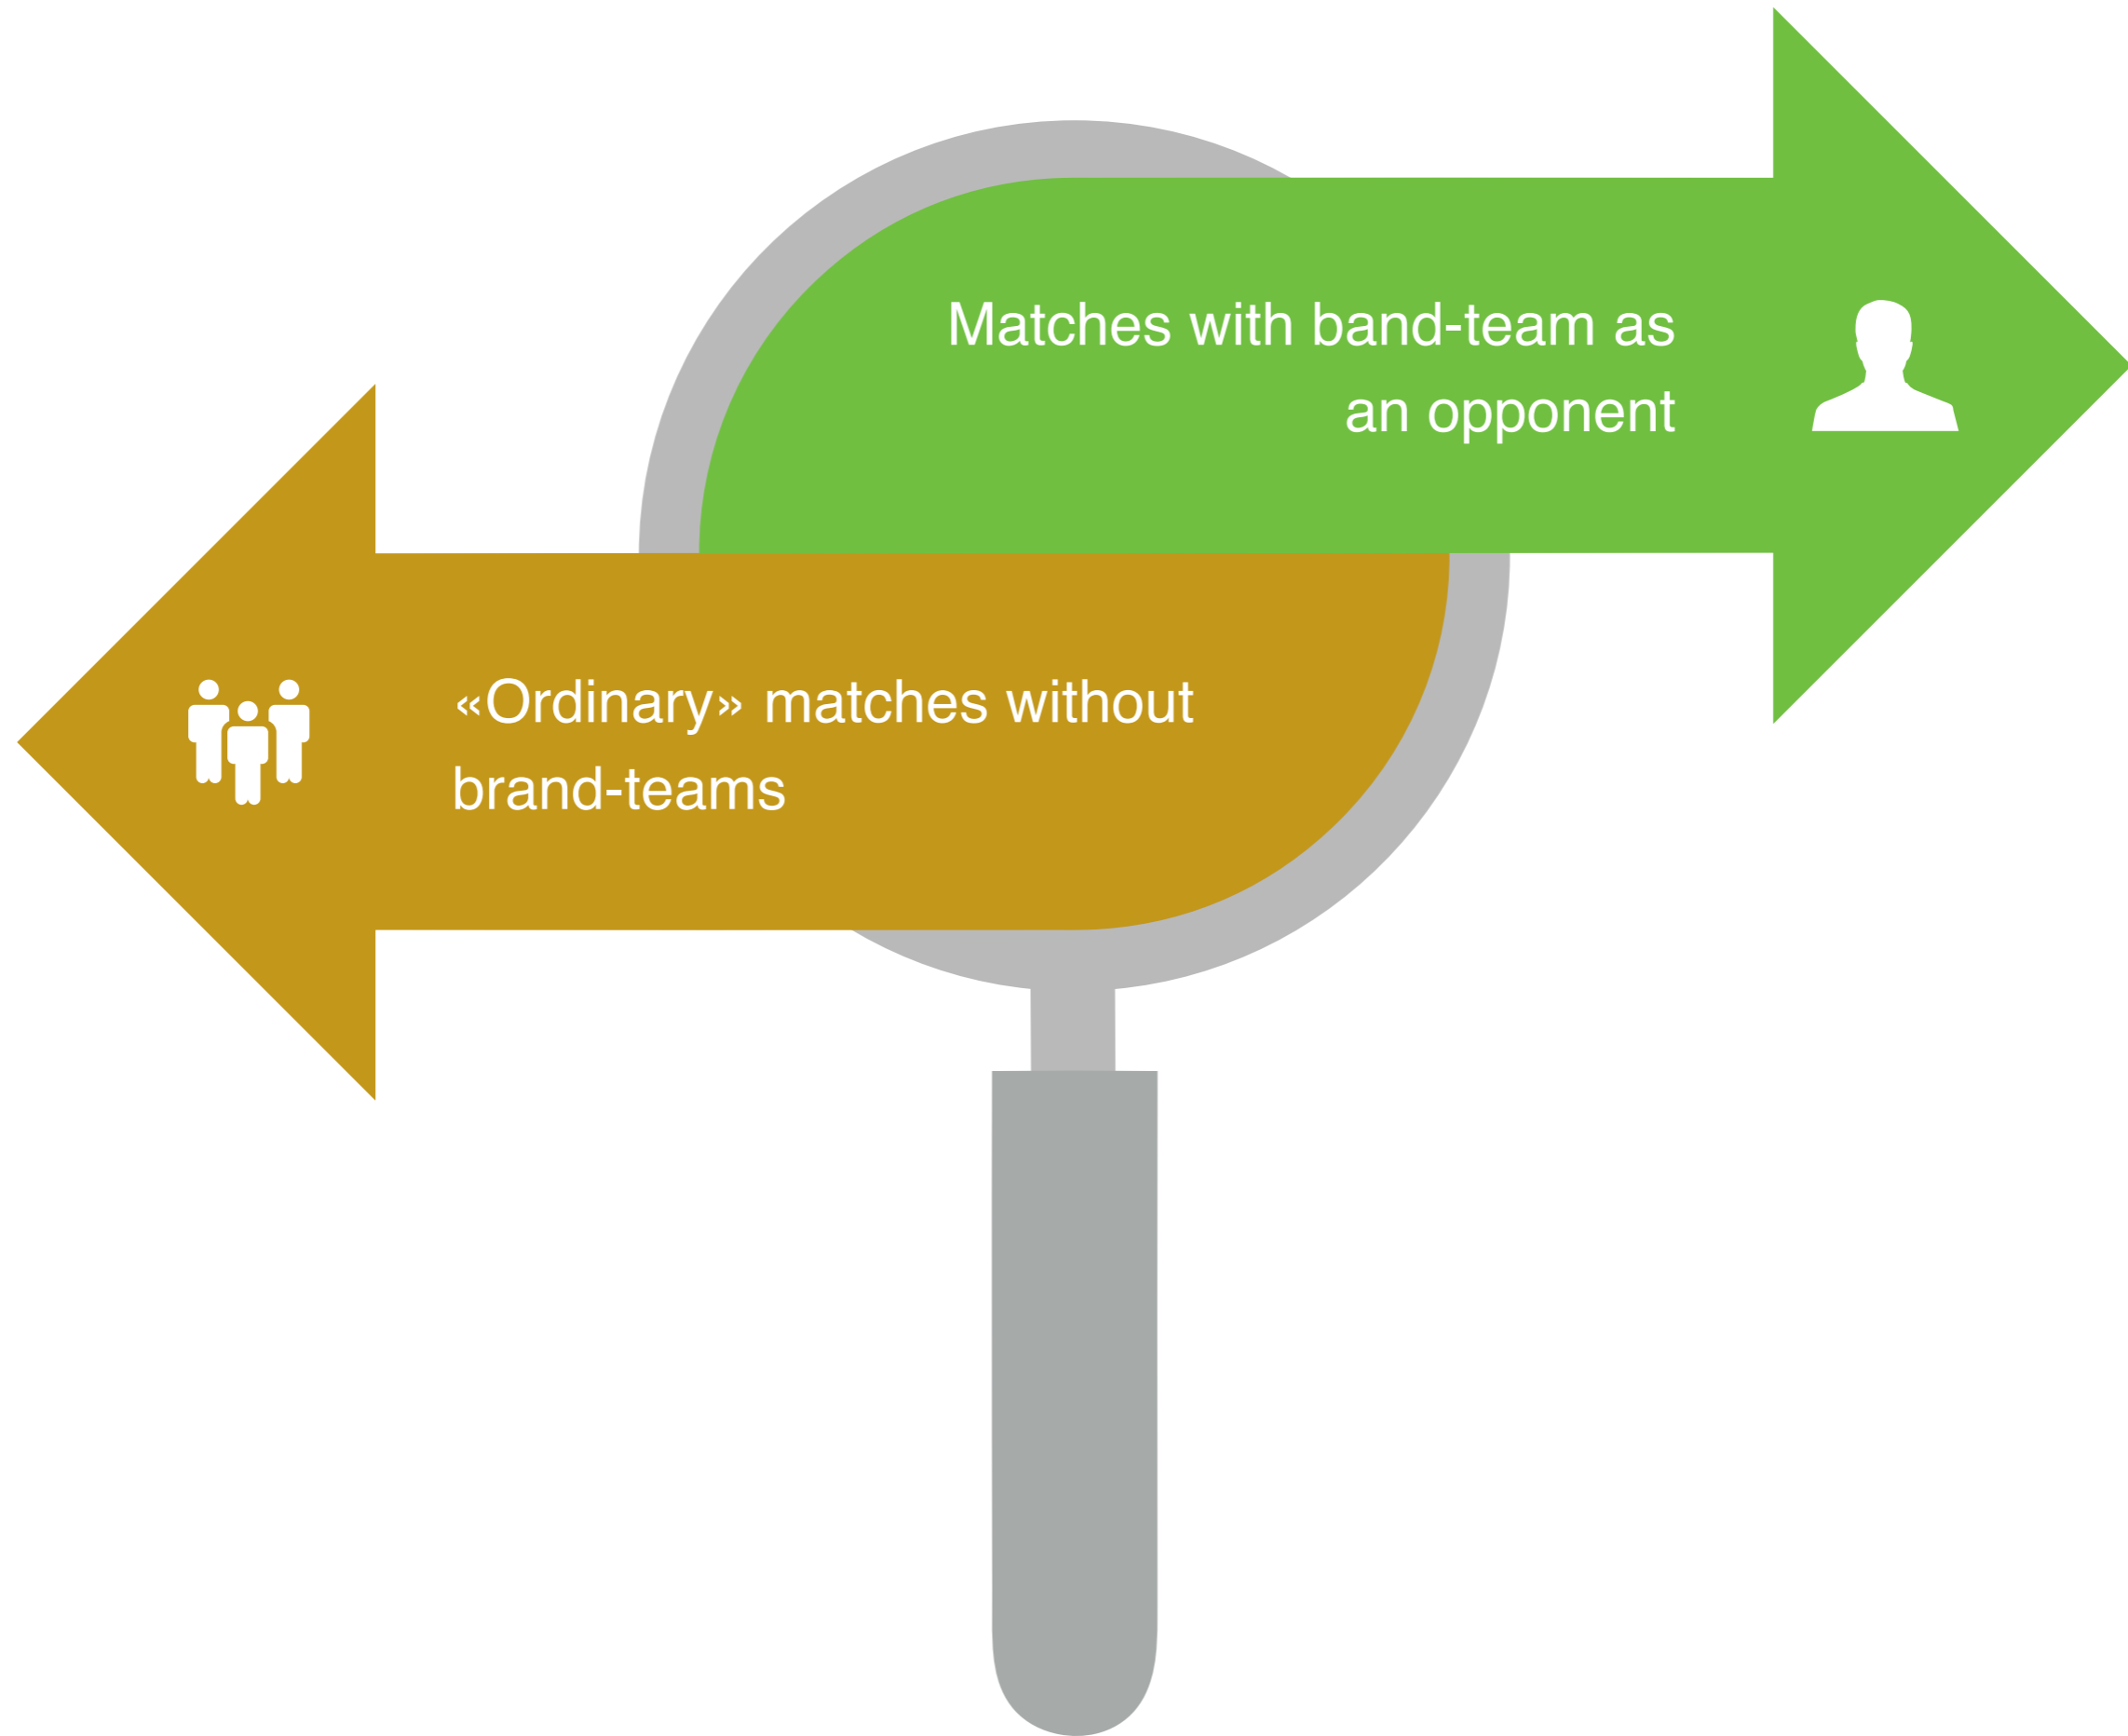 Matches with band-team as
an opponent
«Ordinary» matches without
brand-teams